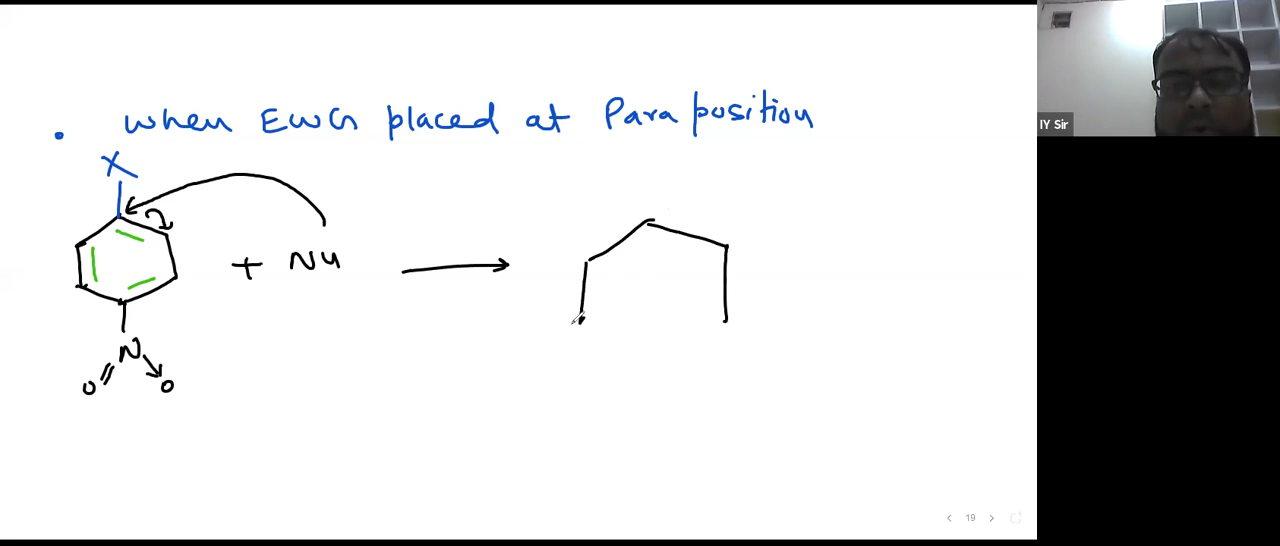 . when EWG placed at Para position
X
+ Nu
N
O O
IY Sir
19